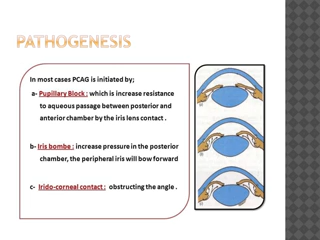 PATHOGENESIS
In most cases PCAG is initiated by;
a- Pupillary Block : which is increase resistance
to aqueous passage between posterior and
anterior chamber by the iris lens contact .
b- Iris bombe : increase pressure in the posterior
chamber, the peripheral iris will bow forward
c- Irido-corneal contact : obstructing the angle .